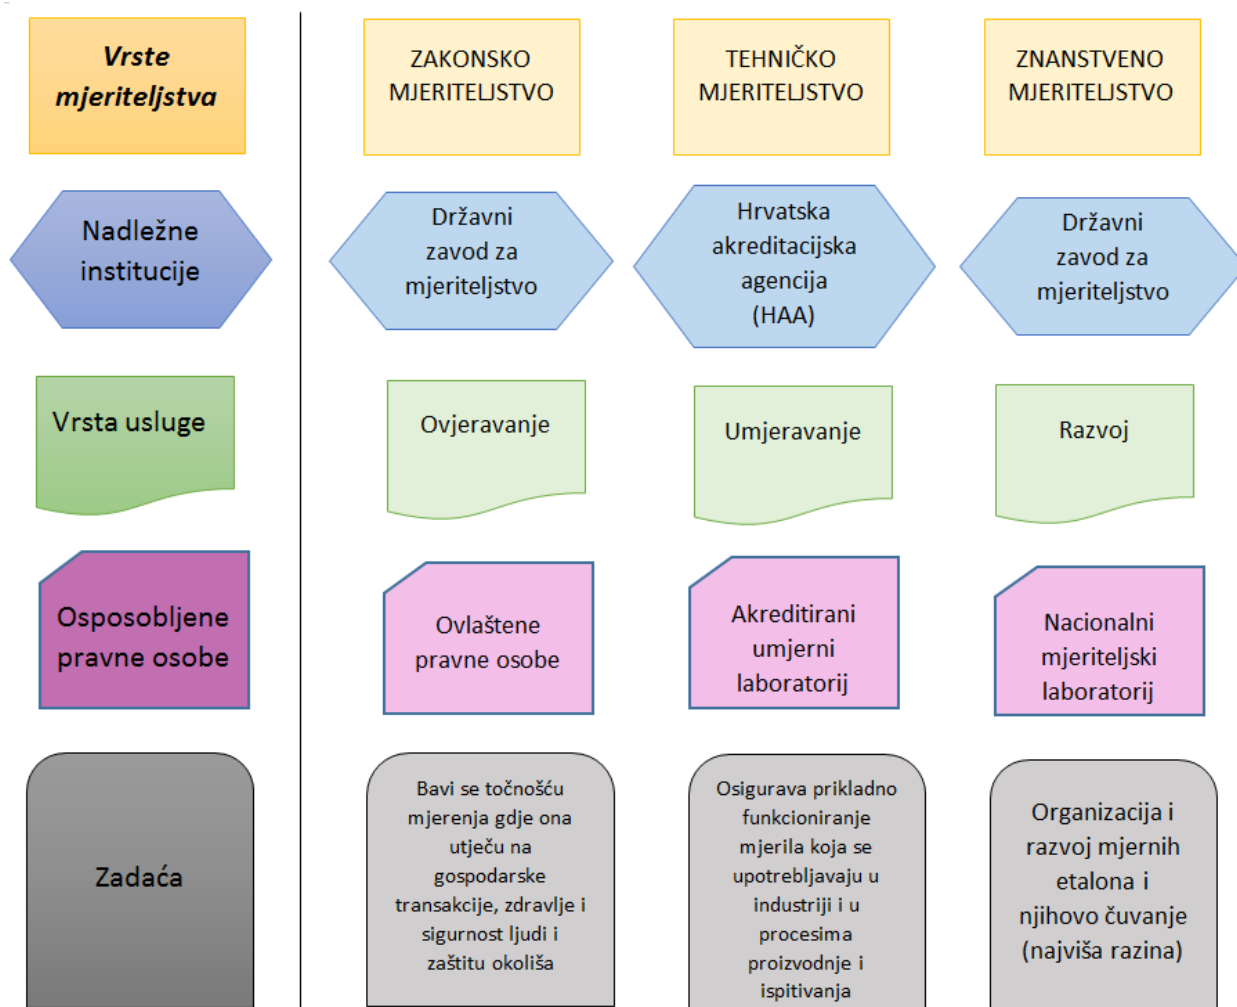 Vrste
mjeriteljstva
ZAKONSKO
MJERITELJSTVO
TEHNIČKO
MJERITELJSTVO
ZNANSTVENO
MJERITELJSTVO
Nadležne
institucije
Državni
zavod za
mjeriteljstvo
Hrvatska
akreditacijska
agencija
(HAA)
Državni
zavod za
mjeriteljstvo
Vrsta usluge
Ovjeravanje
Umjeravanje
Razvoj
Osposobljene
pravne osobe
Ovlaštene
pravne osobe
Akreditirani
umjerni
laboratorij
Nacionalni
mjeriteljski
laboratorij
Zadaća
Bavi se točnošću
mjerenja gdje ona
utječu na
gospodarske
transakcije, zdravlje i
sigurnost ljudi i
zaštitu okoliša
Osigurava prikladno
funkcioniranje
mjerila koja se
upotrebljavaju u
industriji i u
procesima
proizvodnje i
ispitivanja
Organizacija i
razvoj mjernih
etalona i
njihovo čuvanje
(najviša razina)